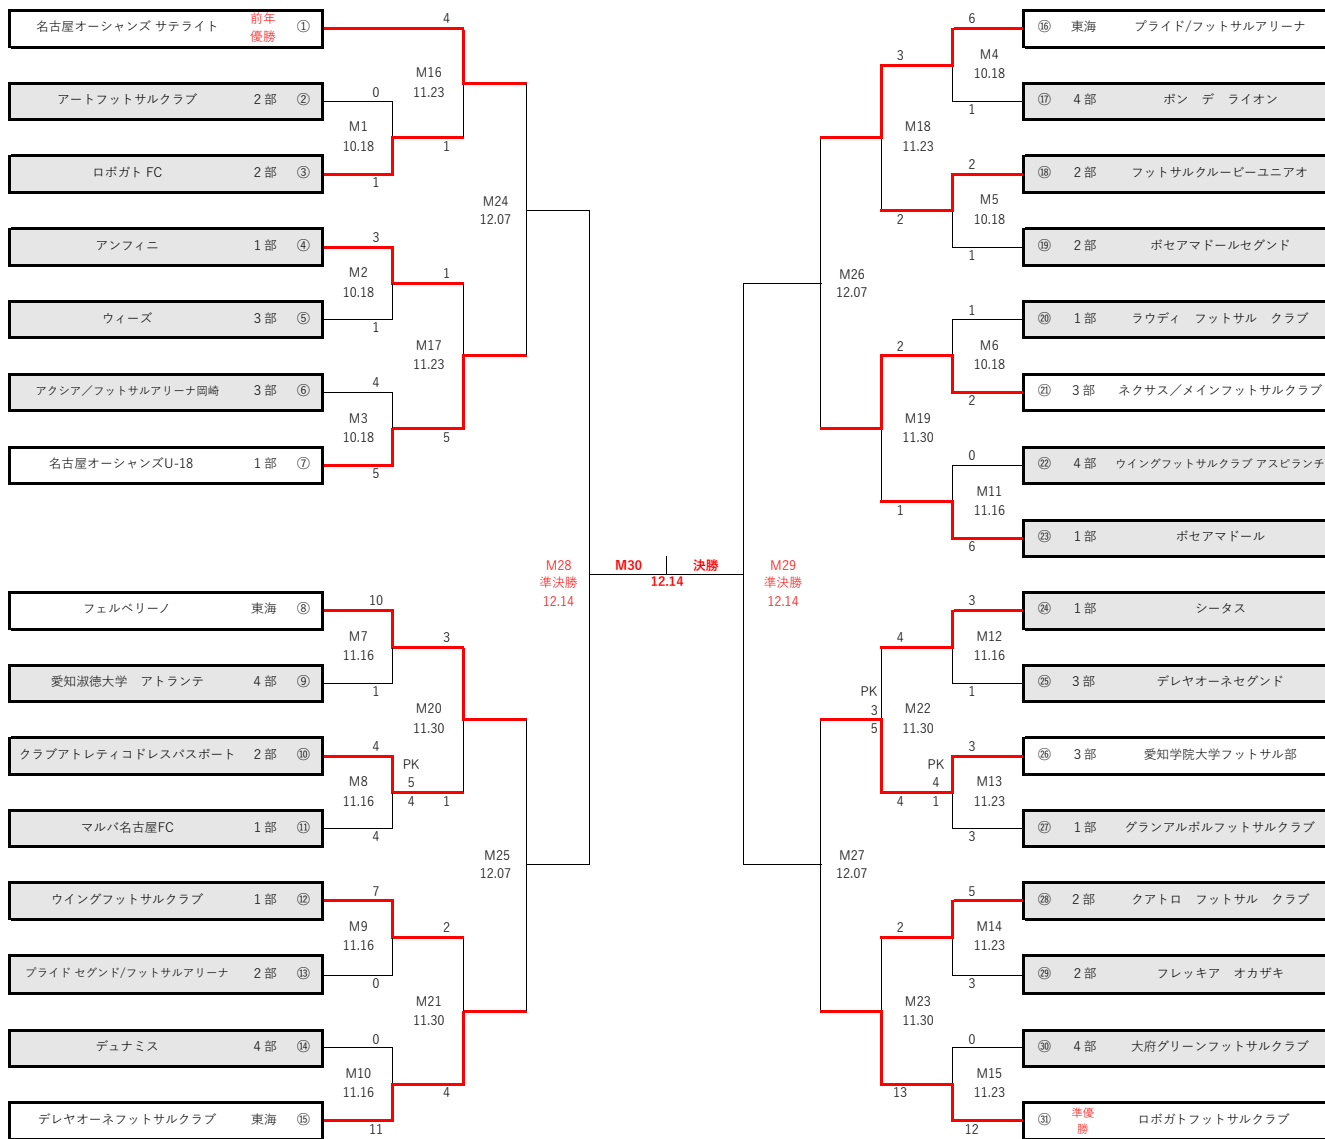 名古屋オーシャンズ サテライト 前年 優勝 ①
アートフットサルクラブ 2部 ②
ロボガト FC 2部 ③
アンフィニ 1部 ④
ウィーズ 3部 ⑤
アクシア／フットサルアリーナ岡崎 3部 ⑥
名古屋オーシャンズU-18 1部 ⑦
フェルベリーノ 東海 ⑧
愛知淑徳大学　アトランテ 4部 ⑨
クラブアトレティコドレスパスポート 2部 ⑩
マルバ名古屋FC 1部 ⑪
ウイングフットサルクラブ 1部 ⑫
プライド セグンド/フットサルアリーナ 2部 ⑬
デュナミス 4部 ⑭
デレヤオーネフットサルクラブ 東海 ⑮
4
0
M1
10.18
1
M16
11.23
1
3
M2
10.18
1
1
M17
11.23
4
M3
10.18
5
5
M24
12.07
10
M7
11.16
1
3
M20
11.30
4
M8
11.16
4
PK
5
4
1
7
M9
11.16
0
2
M21
11.30
0
M10
11.16
11
4
M25
12.07
M28
準決勝
12.14
M30 決勝
12.14
M29
準決勝
12.14
M26
12.07
3
M18
11.23
2
6
M4
10.18
1
2
M5
10.18
1
2
M19
11.30
1
1
M6
10.18
2
0
M11
11.16
6
M27
12.07
4
PK
3
5
M22
11.30
4
3
M12
11.16
1
PK
4
1
3
M13
11.23
3
2
M23
11.30
13
5
M14
11.23
3
0
M15
11.23
12
⑯ 東海 プライド/フットサルアリーナ
⑰ 4部 ポン　デ　ライオン
⑱ 2部 フットサルクルービーユニアオ
⑲ 2部 ボセアマドールセグンド
⑳ 1部 ラウディ　フットサル　クラブ
㉑ 3部 ネクサス／メインフットサルクラブ
㉒ 4部 ウイングフットサルクラブ アスピランチ
㉓ 1部 ボセアマドール
㉔ 1部 シータス
㉕ 3部 デレヤオーネセグンド
㉖ 3部 愛知学院大学フットサル部
㉗ 1部 グランアルボルフットサルクラブ
㉘ 2部 クアトロ　フットサル　クラブ
㉙ 2部 フレッキア　オカザキ
㉚ 4部 大府グリーンフットサルクラブ
㉛ 準優 勝 ロボガトフットサルクラブ